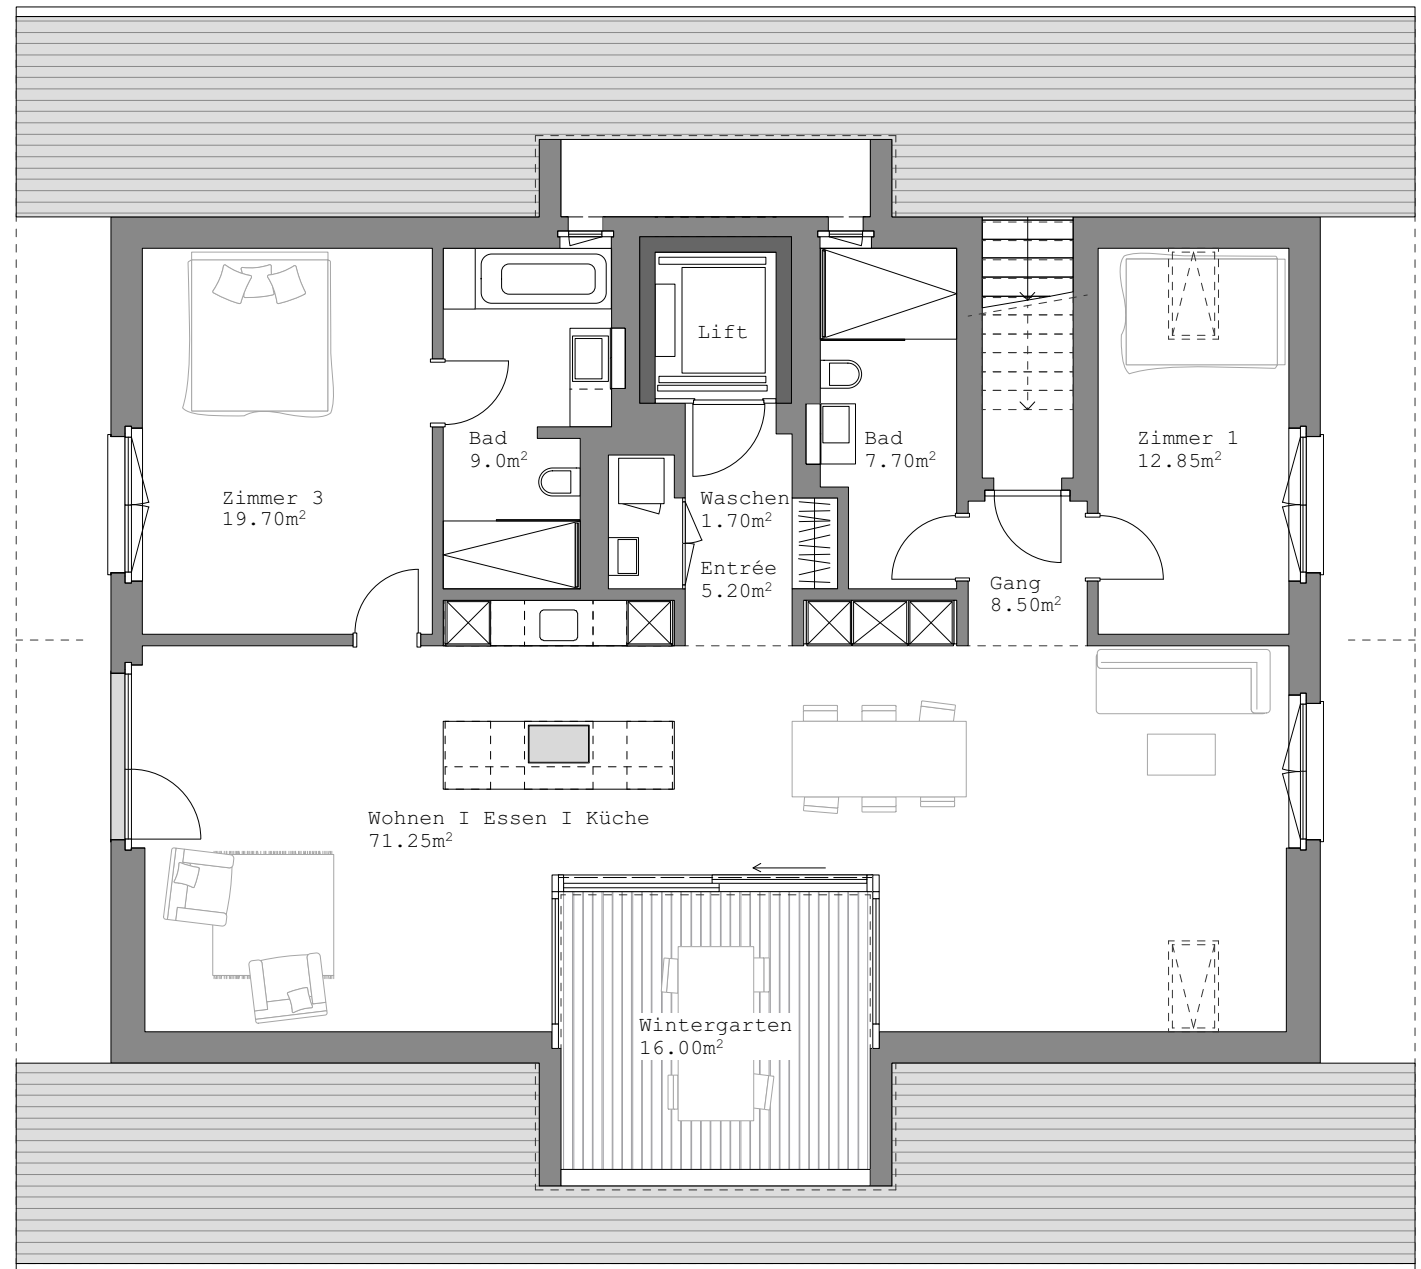 Lift
Bad
9.0m²
Bad
7.70m²
Zimmer 1
12.85m²
Zimmer 3
19.70m²
Waschen
1.70m²
Entrée
5.20m²
Gang
8.50m²
Wohnen I Essen I Küche
71.25m²
Wintergarten
16.00m²